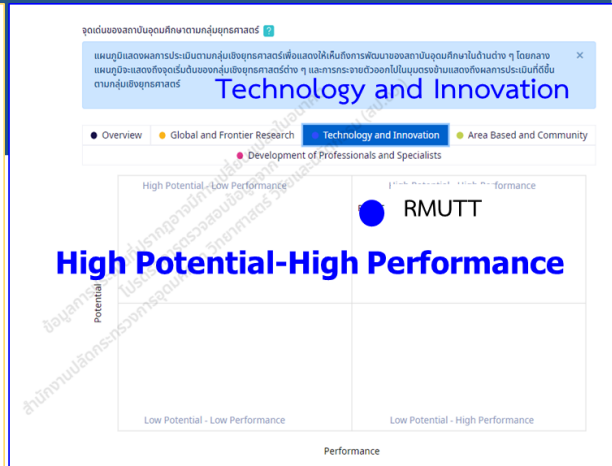 จุดเด่นของสถาบันอุดมศึกษาตามกลุ่มยุทธศาสตร์ ?
แผนภูมิแสดงผลการประเมินตามกลุ่มเชิงยุทธศาสตร์เพื่อแสดงให้เห็นถึงการพัฒนาของสถาบันอุดมศึกษาในด้านต่าง ๆ โดยกลาง ×
แผนภูมิจะแสดงถึงจุดเริ่มต้นของกลุ่มยุทธศาสตร์ต่าง ๆ และการกระจายตัวออกไปในมุมตรงข้ามแสดงถึงผลการประเมินที่ดีขึ้น
ตามกลุ่มเชิงยุทธศาสตร์
Technology and Innovation
Overview
Global and Frontier Research
Technology and Innovation
Area Based and Community
Development of Professionals and Specialists
High Potential - Low Performance
High Potential - High Performance
RMUTT
High Potential-High Performance
Potential
Low Potential - Low Performance
Low Potential - High Performance
Performance